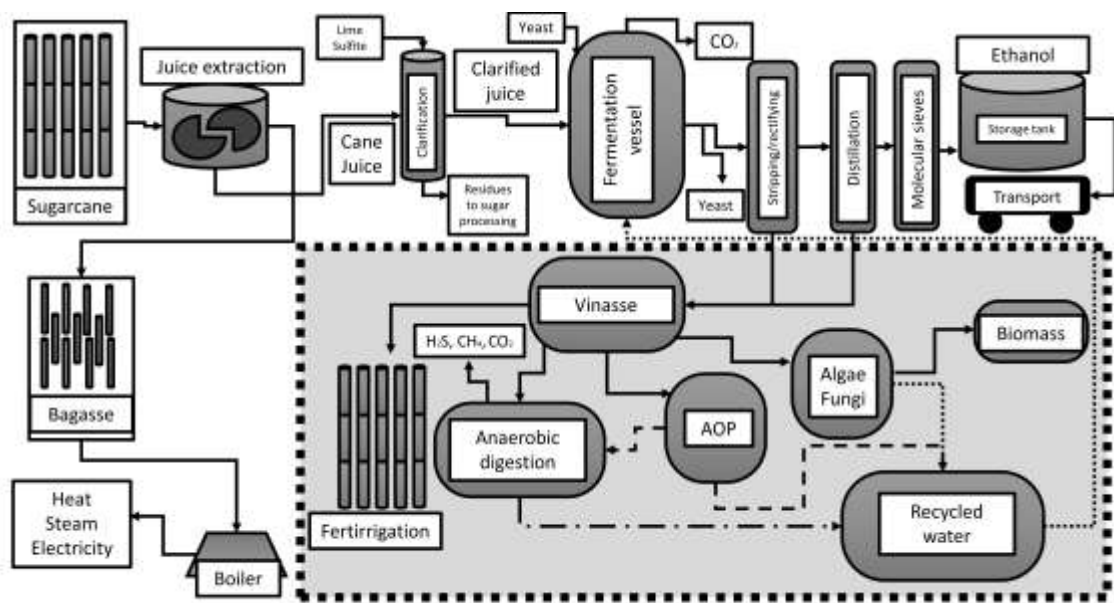 Sugarcane
Juice extraction
Lime
Sulfite
Clarification
Cane
Juice
Clarified
juice
Residues
to sugar
processing
Yeast
Fermentation
vessel
CO₂
Yeast
Stripping/rectifying
Distillation
Molecular sieves
Ethanol
Storage tank
Transport
Bagasse
Heat
Steam
Electricity
Boiler
Vinasse
H₂S, CH₄, CO₂
Fertirrigation
Anaerobic
digestion
AOP
Algae
Fungi
Biomass
Recycled
water